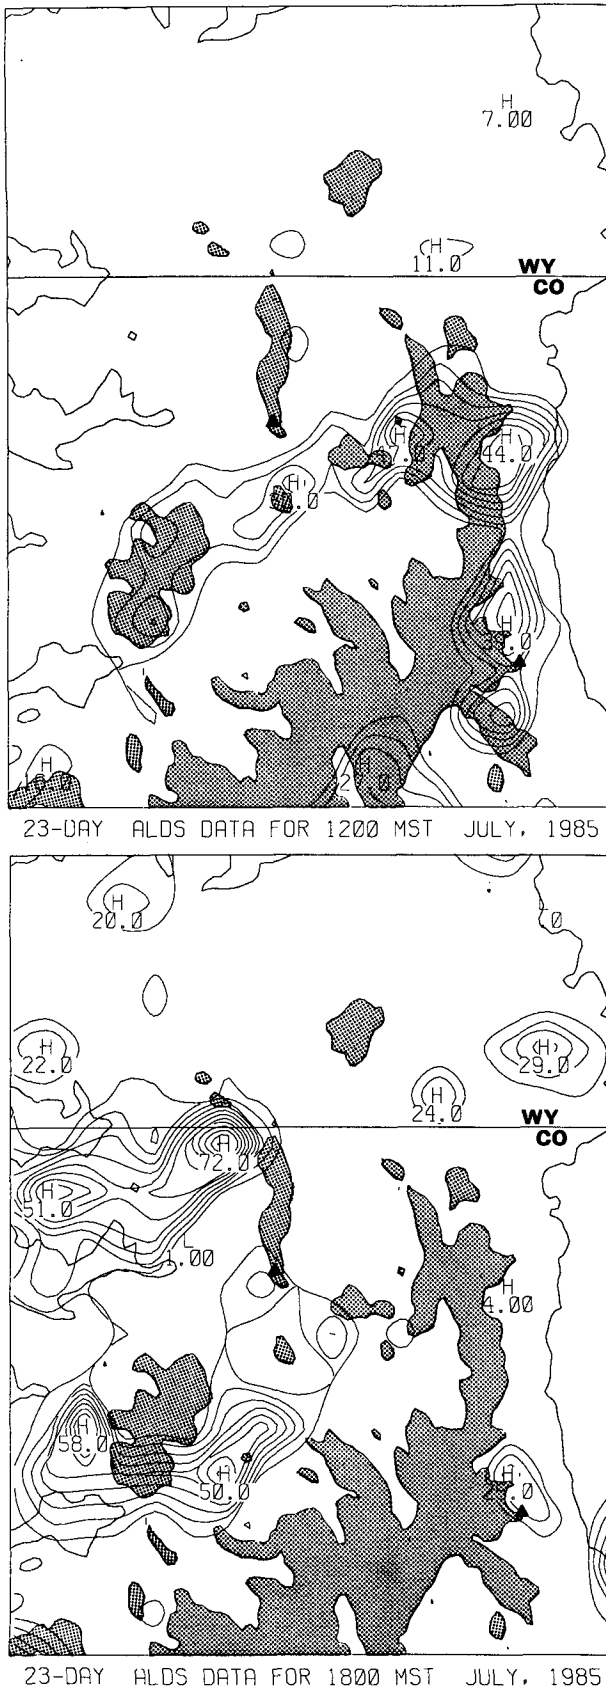 H
7.00
H
11.0
WY
CO
H
H
44.0
H
H
H
H
23-DAY ALDS DATA FOR 1200 MST JULY, 1985
H
20.0
H
22.0
H
29.0
H
24.0
WY
CO
H
72.0
H
51.0
L
1.00
H
4.00
H
58.0
H
50.0
H
23-DAY ALDS DATA FOR 1800 MST JULY, 1985